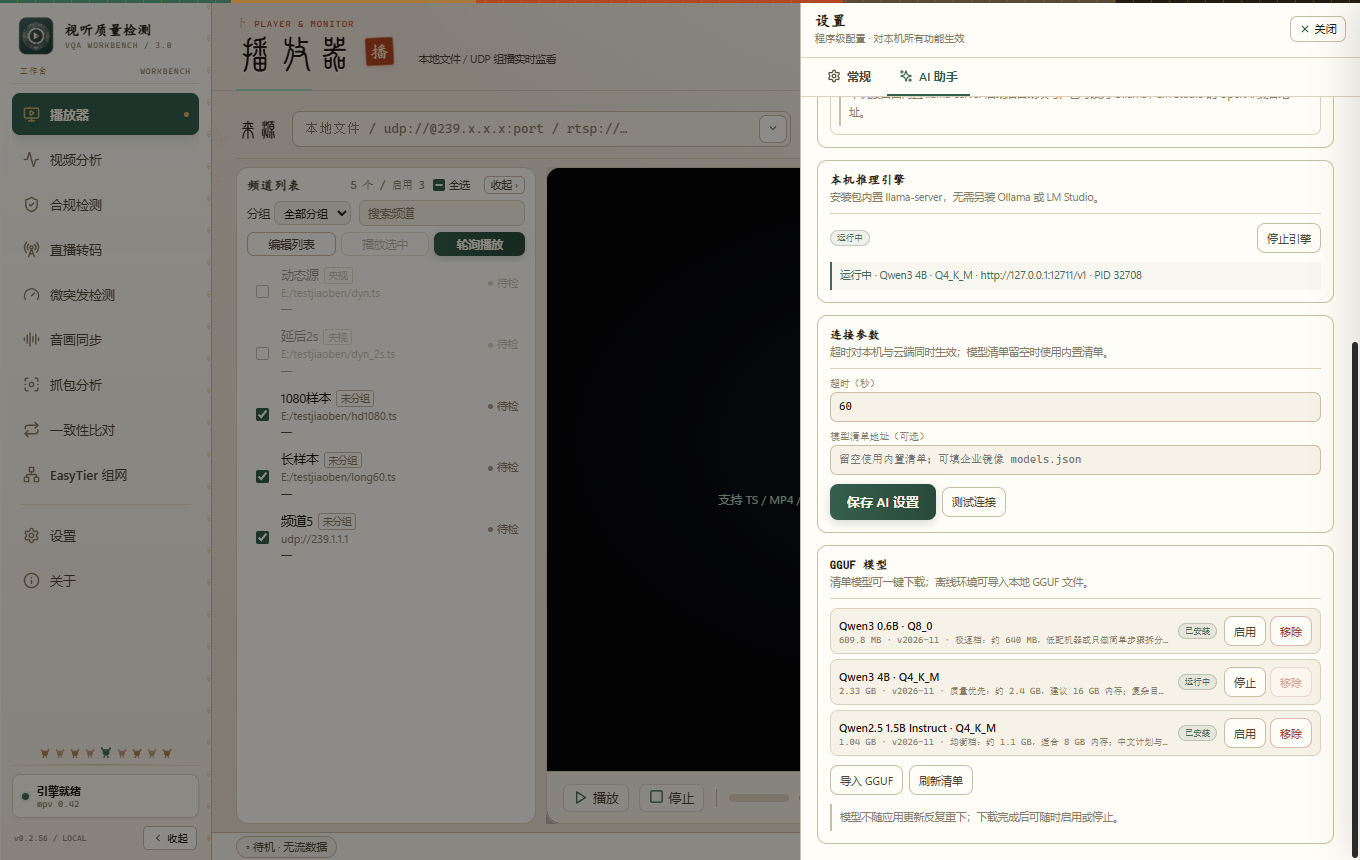 视听质量检测
VQA WORKBENCH / 3.0
工作台
WORKBENCH
播放器
视频分析
合规检测
直播转码
微突发检测
音画同步
抓包分析
一致性比对
EasyTier 组网
设置
关于
引擎就绪
mpv 0.42
v0.2.56 / LOCAL
收起
PLAYER & MONITOR
播放器
播
本地文件 / UDP 组播实时监看
来源
本地文件 / udp://@239.x.x.x:port / rtsp://…
频道列表
5 个 / 启用 3
全选
收起 ›
分组
全部分组
搜索频道
编辑列表
播放选中
轮询播放
动态源 央视
E:/testjiaoben/dyn.ts
待检
—
延后2s 央视
E:/testjiaoben/dyn_2s.ts
待检
—
1080样本 未分组
E:/testjiaoben/hd1080.ts
待检
—
长样本 未分组
E:/testjiaoben/long60.ts
待检
—
频道5 未分组
udp://239.1.1.1
待检
—
支持 TS / MP4 /
播放
停止
待机 · 无流数据
设置
程序级配置 · 对本机所有功能生效
× 关闭
常规
AI 助手
址。
本机推理引擎
安装包内置 llama-server，无需另装 Ollama 或 LM Studio。
运行中
停止引擎
运行中 · Qwen3 4B · Q4_K_M · http://127.0.0.1:12711/v1 · PID 32708
连接参数
超时对本机与云端同时生效；模型清单留空时使用内置清单。
超时（秒）
60
模型清单地址（可选）
留空使用内置清单；可填企业镜像 models.json
保存 AI 设置
测试连接
GGUF 模型
清单模型可一键下载；离线环境可导入本地 GGUF 文件。
Qwen3 0.6B · Q8_0
609.8 MB · v2026-11 · 极速档：约 640 MB，低配机器或只做简单步骤拆分…
已安装
启用
移除
Qwen3 4B · Q4_K_M
2.33 GB · v2026-11 · 质量优先：约 2.4 GB，建议 16 GB 内存；复杂目…
运行中
停止
移除
Qwen2.5 1.5B Instruct · Q4_K_M
1.04 GB · v2026-11 · 均衡档：约 1.1 GB，适合 8 GB 内存；中文计划与…
已安装
启用
移除
导入 GGUF
刷新清单
模型不随应用更新反复重下；下载完成后可随时启用或停止。